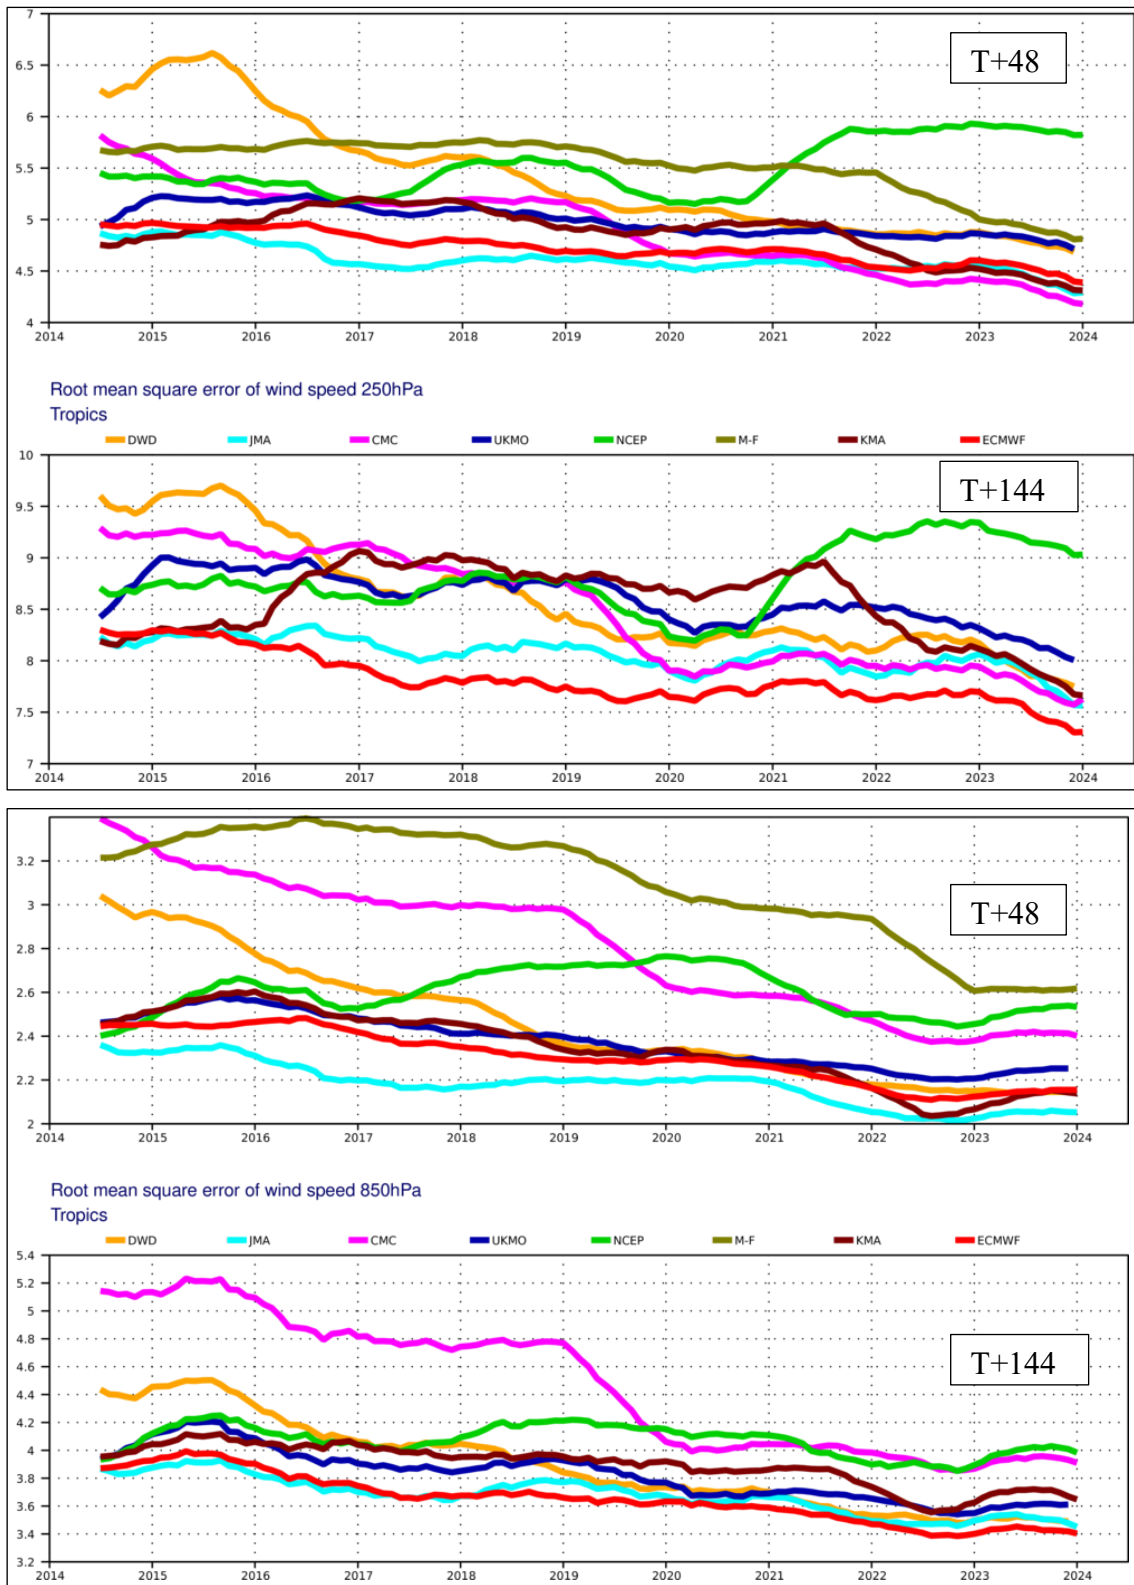 7
6.5
6
5.5
5
4.5
4
T+48
2014 2015 2016 2017 2018 2019 2020 2021 2022 2023 2024
Root mean square error of wind speed 250hPa
Tropics
DWD JMA CMC UKMO NCEP M-F KMA ECMWF
10
9.5
9
8.5
8
7.5
7
T+144
2014 2015 2016 2017 2018 2019 2020 2021 2022 2023 2024
3.2
3
2.8
2.6
2.4
2.2
2
T+48
2014 2015 2016 2017 2018 2019 2020 2021 2022 2023 2024
Root mean square error of wind speed 850hPa
Tropics
DWD JMA CMC UKMO NCEP M-F KMA ECMWF
5.4
5.2
5
4.8
4.6
4.4
4.2
4
3.8
3.6
3.4
3.2
T+144
2014 2015 2016 2017 2018 2019 2020 2021 2022 2023 2024